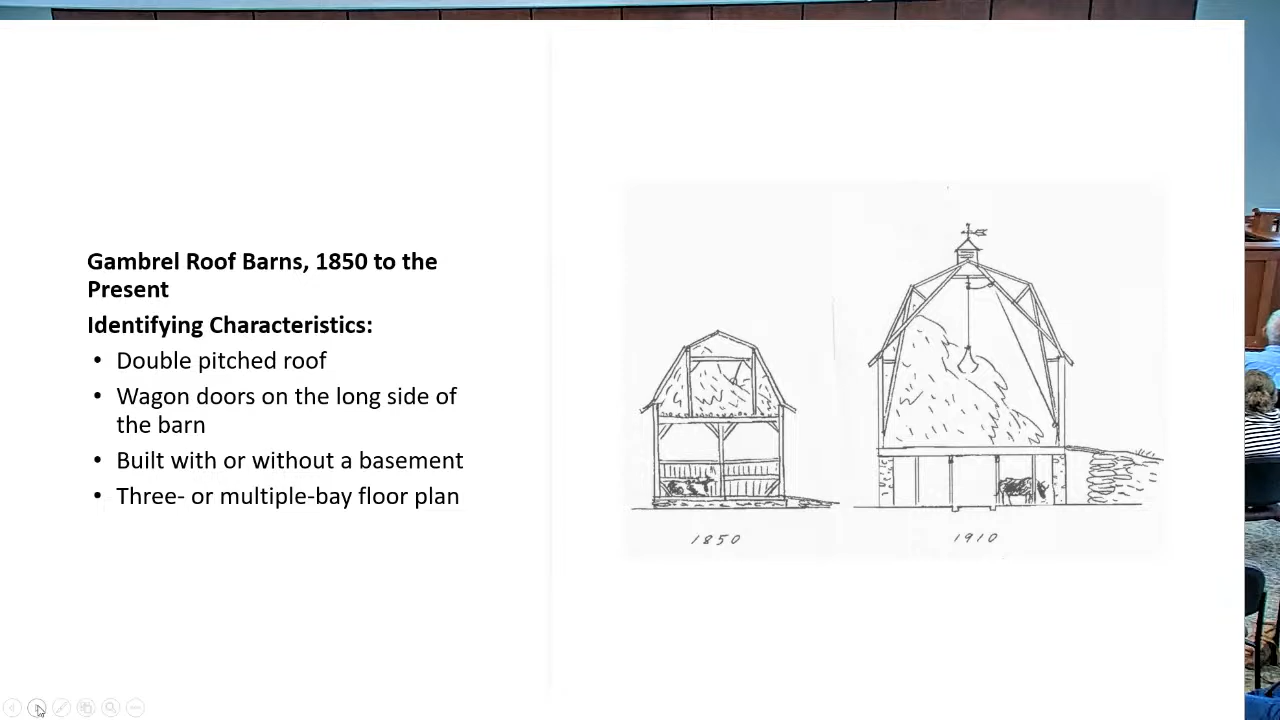 Gambrel Roof Barns, 1850 to the
Present
Identifying Characteristics:
• Double pitched roof
• Wagon doors on the long side of
the barn
• Built with or without a basement
• Three- or multiple-bay floor plan
1850
1910